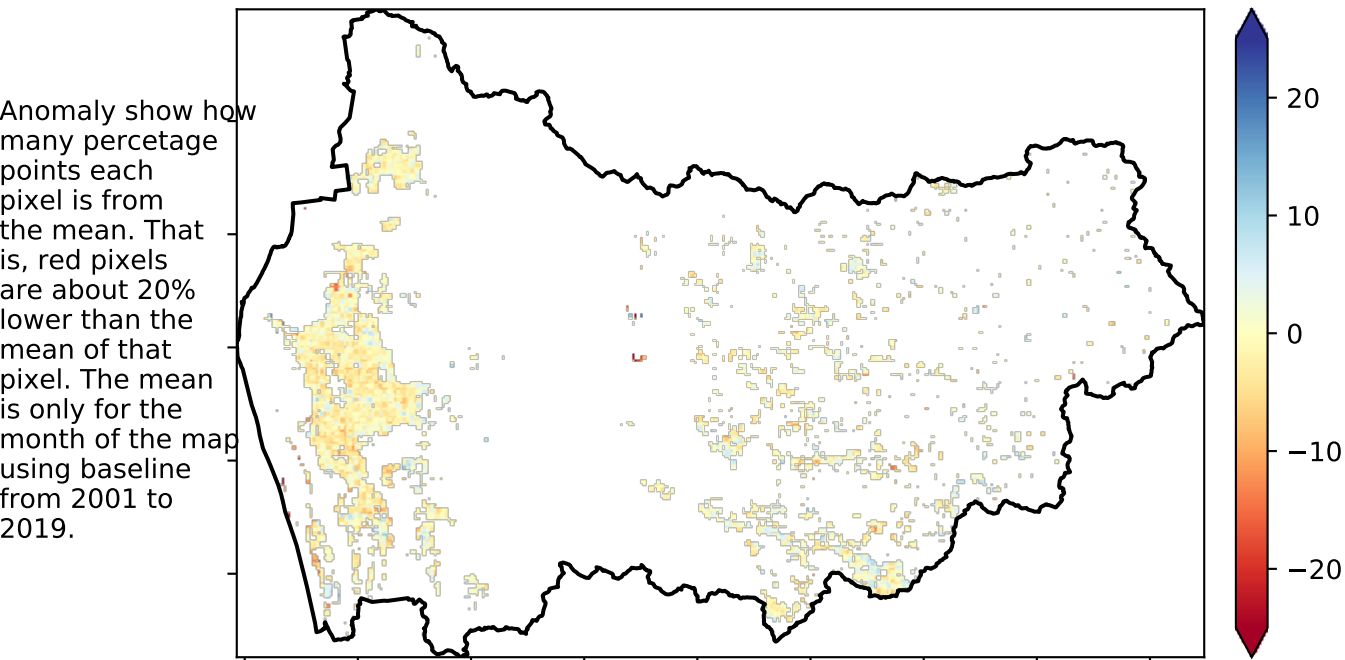 Anomaly show how
many percetage
points each
pixel is from
the mean. That
is, red pixels
are about 20%
lower than the
mean of that
pixel. The mean
is only for the
month of the map
using baseline
from 2001 to
2019.
20
10
0
−10
−20